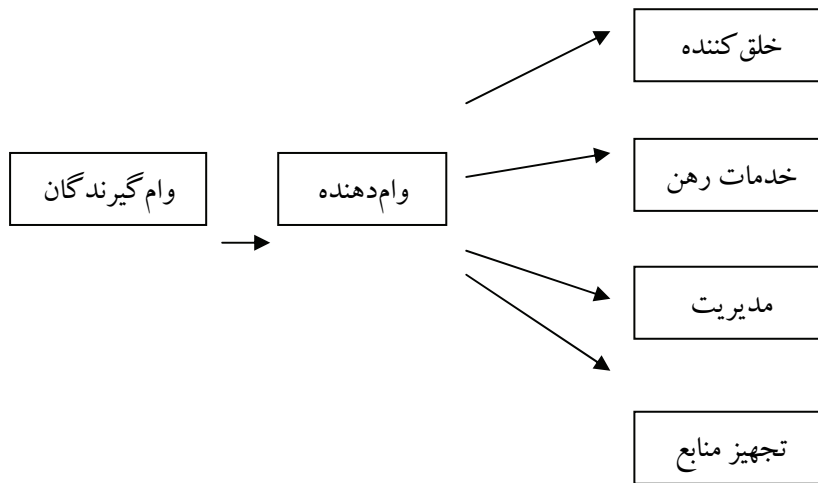 خلق‌کننده
خدمات رهن
وام‌دهنده
وام‌گیرندگان
مدیریت
تجهیز منابع